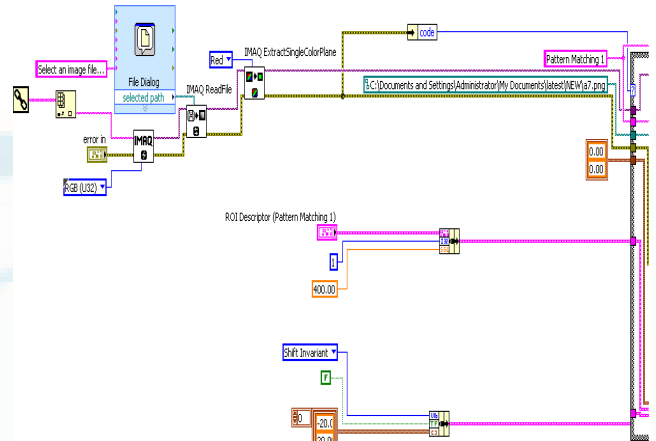 IMAQ ExtractSingleColorPlane
code
Red
Pattern Matching 1
Select an image file...
File Dialog
selected path
IMAQ ReadFile
C:\Documents and Settings\Administrator\My Documents\latest\NEW\a7.png
error in
IMAQ
RGB (U32)
0.00
0.00
ROI Descriptor (Pattern Matching 1)
1
400.00
Shift Invariant
F
0
-20.0
20.00